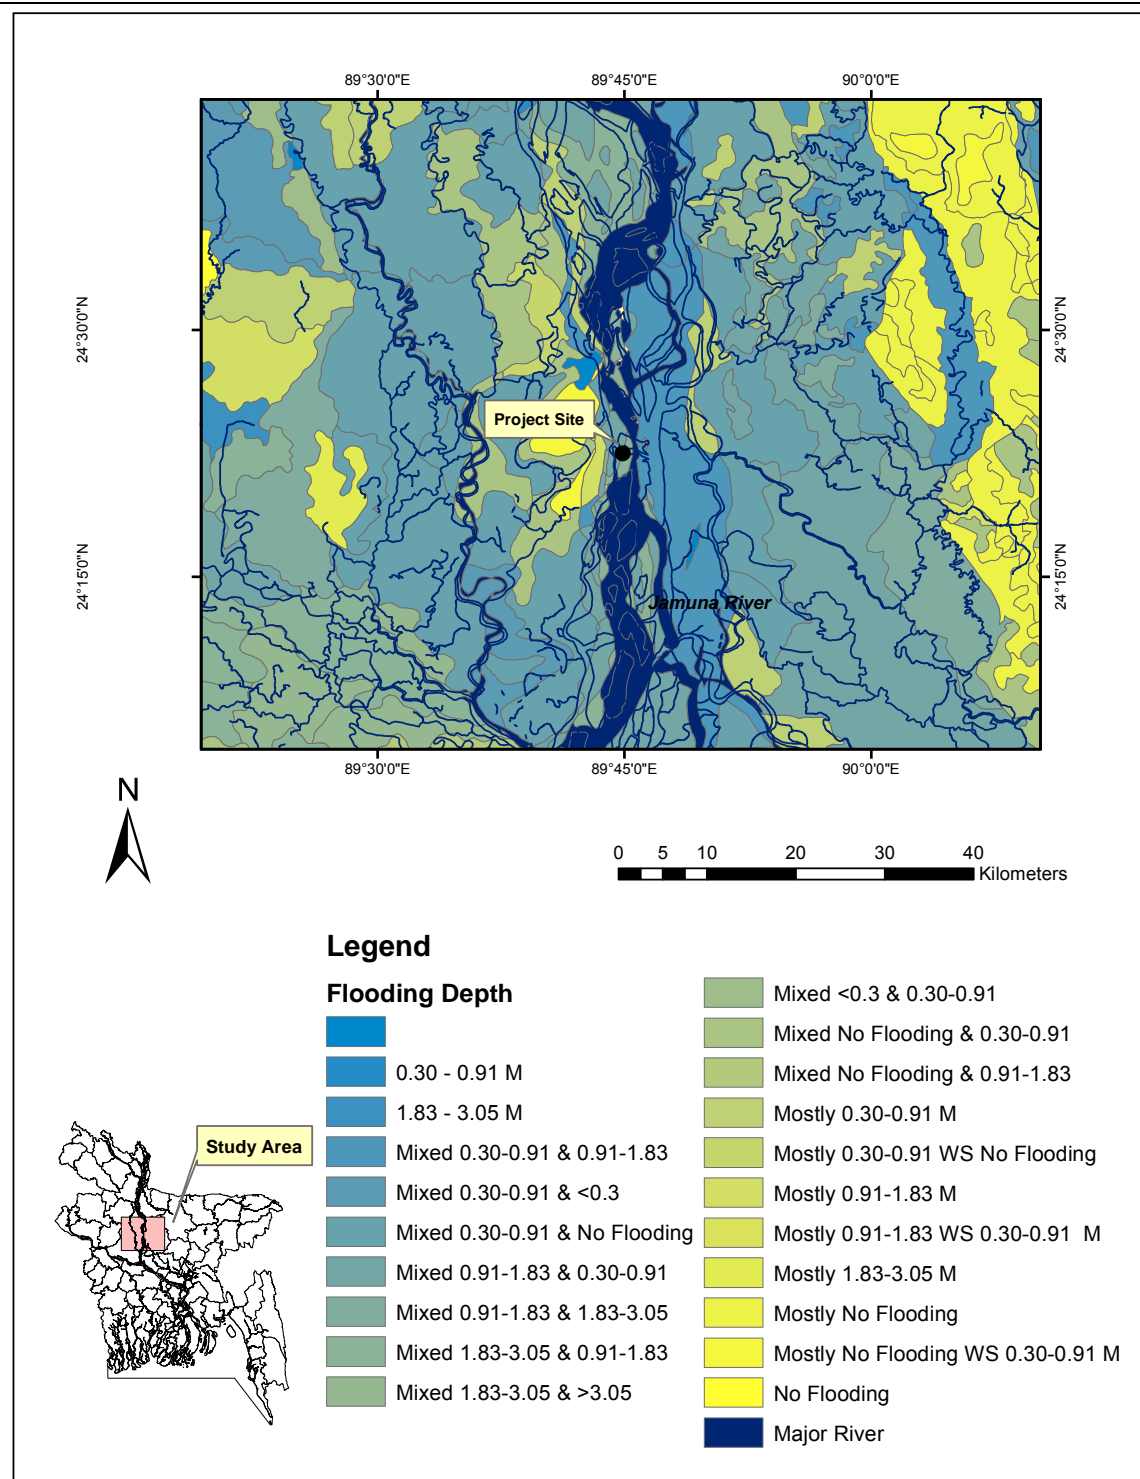 89°30'0"E 89°45'0"E 90°0'0"E
24°30'0"N 24°30'0"N
Project Site
24°15'0"N 24°15'0"N
Jamuna River
89°30'0"E 89°45'0"E 90°0'0"E
N
0 5 10 20 30 40
Kilometers
Legend
Flooding Depth
0.30 - 0.91 M
1.83 - 3.05 M
Mixed 0.30-0.91 & 0.91-1.83
Mixed 0.30-0.91 & <0.3
Mixed 0.30-0.91 & No Flooding
Mixed 0.91-1.83 & 0.30-0.91
Mixed 0.91-1.83 & 1.83-3.05
Mixed 1.83-3.05 & 0.91-1.83
Mixed 1.83-3.05 & >3.05
Mixed <0.3 & 0.30-0.91
Mixed No Flooding & 0.30-0.91
Mixed No Flooding & 0.91-1.83
Mostly 0.30-0.91 M
Mostly 0.30-0.91 WS No Flooding
Mostly 0.91-1.83 M
Mostly 0.91-1.83 WS 0.30-0.91 M
Mostly 1.83-3.05 M
Mostly No Flooding
Mostly No Flooding WS 0.30-0.91 M
No Flooding
Major River
Study Area